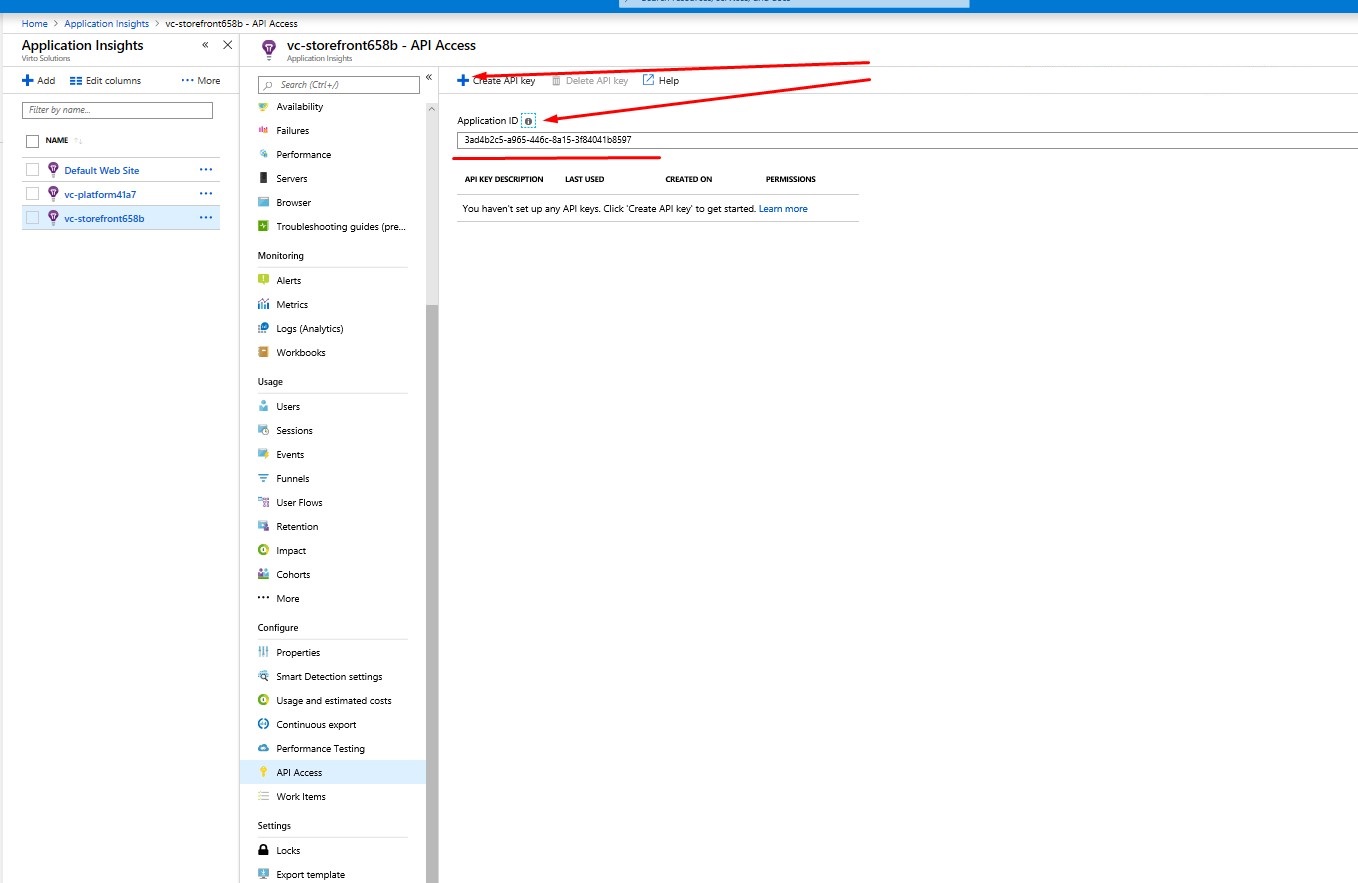 Home > Application Insights > vc-storefront658b - API Access
Application Insights
Virto Solutions
Add Edit columns More
Filter by name...
NAME
Default Web Site
vc-platform41a7
vc-storefront658b
vc-storefront658b - API Access
Application Insights
Search (Ctrl+/)
Availability
Failures
Performance
Servers
Browser
Troubleshooting guides (pre...
Monitoring
Alerts
Metrics
Logs (Analytics)
Workbooks
Usage
Users
Sessions
Events
Funnels
User Flows
Retention
Impact
Cohorts
More
Configure
Properties
Smart Detection settings
Usage and estimated costs
Continuous export
Performance Testing
API Access
Work Items
Settings
Locks
Export template
Create API key Delete API key Help
Application ID
3ad4b2c5-a965-446c-8a15-3f84041b8597
API KEY DESCRIPTION LAST USED CREATED ON PERMISSIONS
You haven't set up any API keys. Click 'Create API key' to get started. Learn more